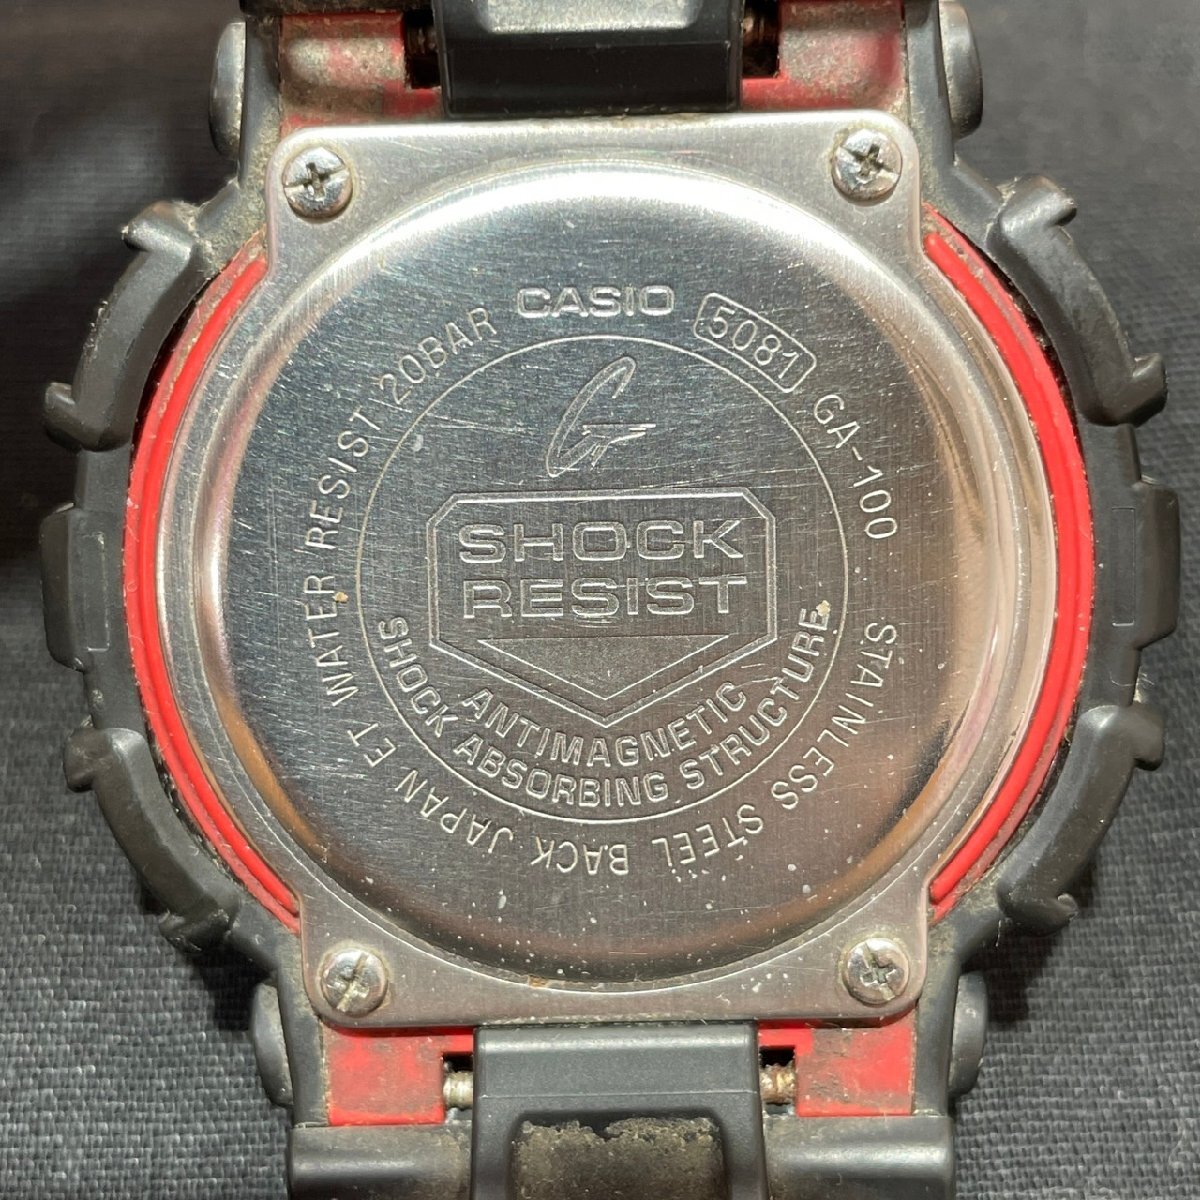 CASIO
5081
GA-100
STAINLESS STEEL BACK JAPAN ET WATER RESIST 20BAR
G
SHOCK
RESIST
ANTIMAGNETIC
SHOCK ABSORBING STRUCTURE